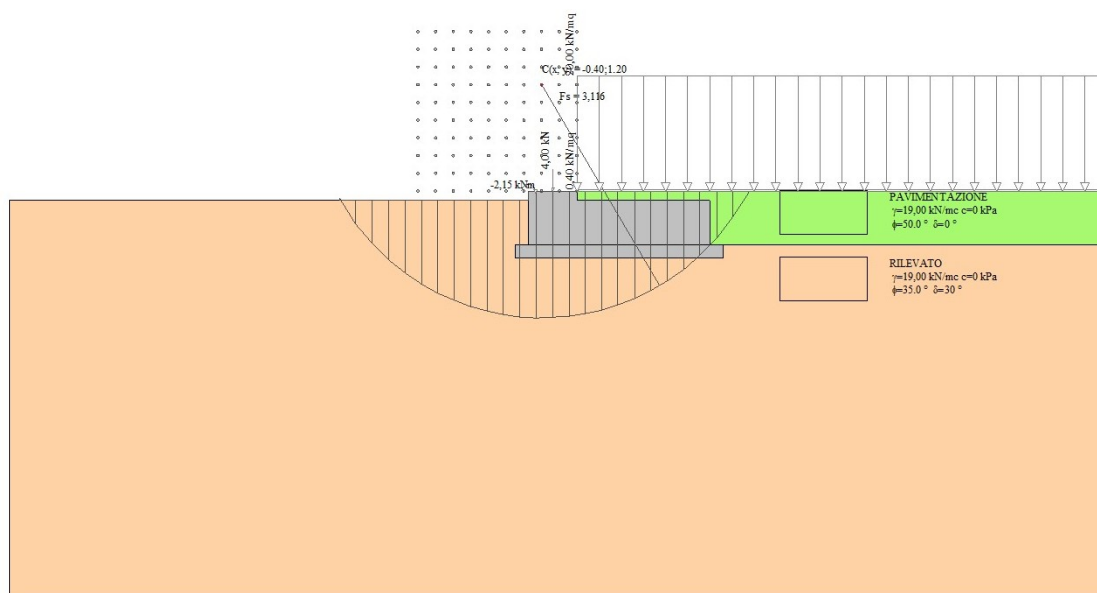 C(x, y)= -0.40;1.20
Fs = 3,116
4,00 kN
0,40 kN/mq
-2,15 kNm
PAVIMENTAZIONE
γ=19,00 kN/mc c=0 kPa
ϕ=50.0 ° δ=0 °
RILEVATO
γ=19,00 kN/mc c=0 kPa
ϕ=35.0 ° δ=30 °